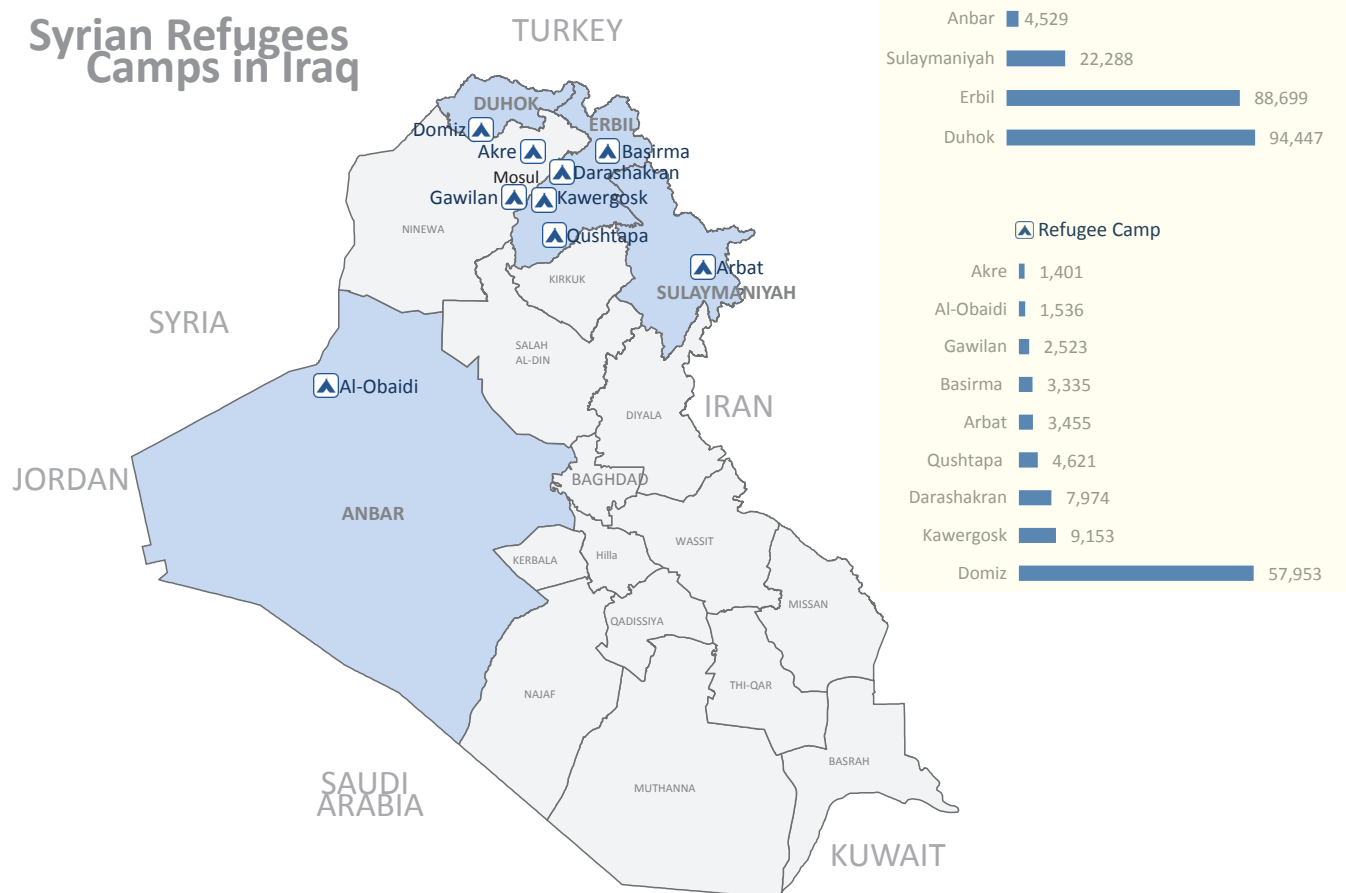 Syrian Refugees
Camps in Iraq
TURKEY
DUHOK
ERBIL
Domiz
Akre
Basirma
Mosul
Darashakran
Gawilan
Kawergosk
NINEWA
Qushtapa
KIRKUK
Arbat
SULAYMANIYAH
SYRIA
SALAH
AL-DIN
Al-Obaidi
IRAN
DIYALA
JORDAN
BAGHDAD
ANBAR
WASSIT
KERBALA
Hilla
MISSAN
QADISSIYA
NAJAF
THI-QAR
BASRAH
MUTHANNA
SAUDI
ARABIA
KUWAIT
Anbar 4,529
Sulaymaniyah 22,288
Erbil 88,699
Duhok 94,447
Refugee Camp
Akre 1,401
Al-Obaidi 1,536
Gawilan 2,523
Basirma 3,335
Arbat 3,455
Qushtapa 4,621
Darashakran 7,974
Kawergosk 9,153
Domiz 57,953